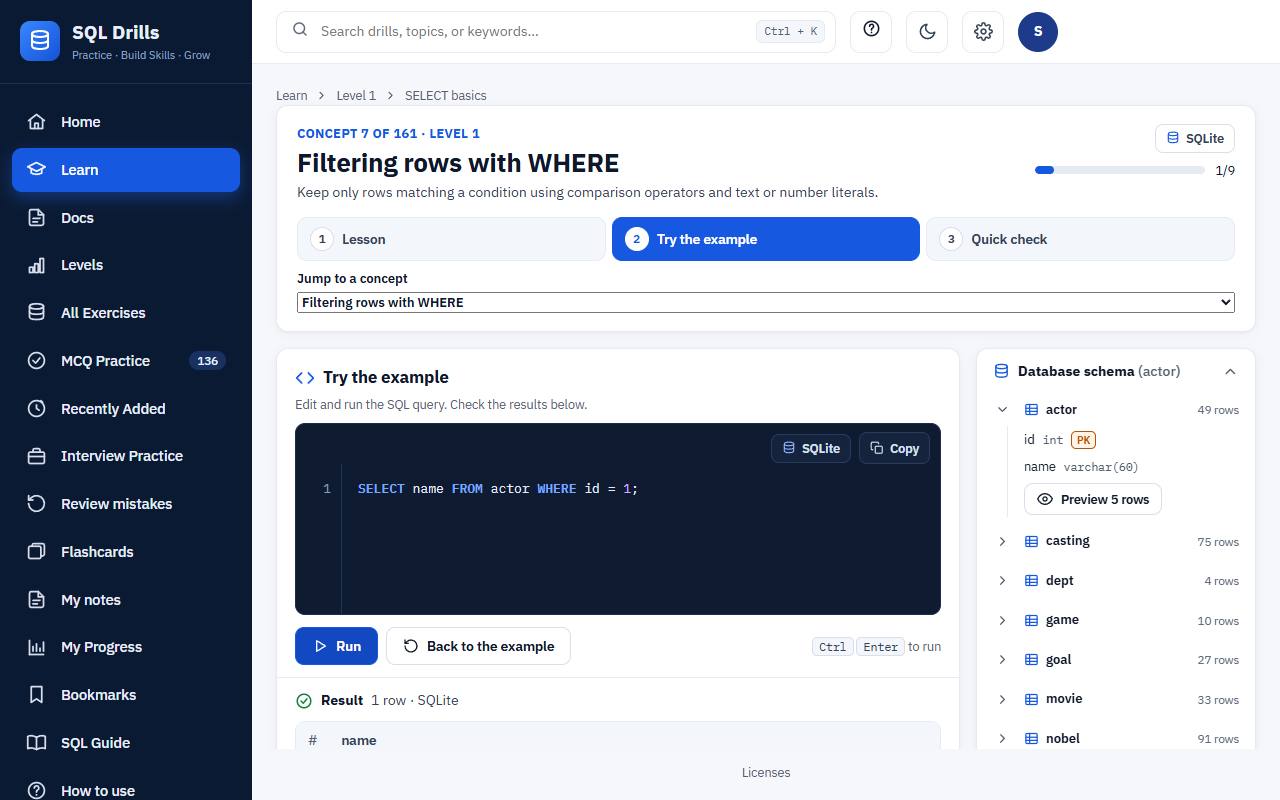 SQL Drills
Practice · Build Skills · Grow
Home
Learn
Docs
Levels
All Exercises
MCQ Practice 136
Recently Added
Interview Practice
Review mistakes
Flashcards
My notes
My Progress
Bookmarks
SQL Guide
How to use
Search drills, topics, or keywords... Ctrl + K
S
Learn > Level 1 > SELECT basics
CONCEPT 7 OF 161 · LEVEL 1
SQLite
Filtering rows with WHERE
1/9
Keep only rows matching a condition using comparison operators and text or number literals.
1 Lesson
2 Try the example
3 Quick check
Jump to a concept
Filtering rows with WHERE
Try the example
Edit and run the SQL query. Check the results below.
SQLite Copy
1 SELECT name FROM actor WHERE id = 1;
Run Back to the example Ctrl Enter to run
Result 1 row · SQLite
# name
Database schema (actor)
actor 49 rows
id int PK
name varchar(60)
Preview 5 rows
casting 75 rows
dept 4 rows
game 10 rows
goal 27 rows
movie 33 rows
nobel 91 rows
Licenses